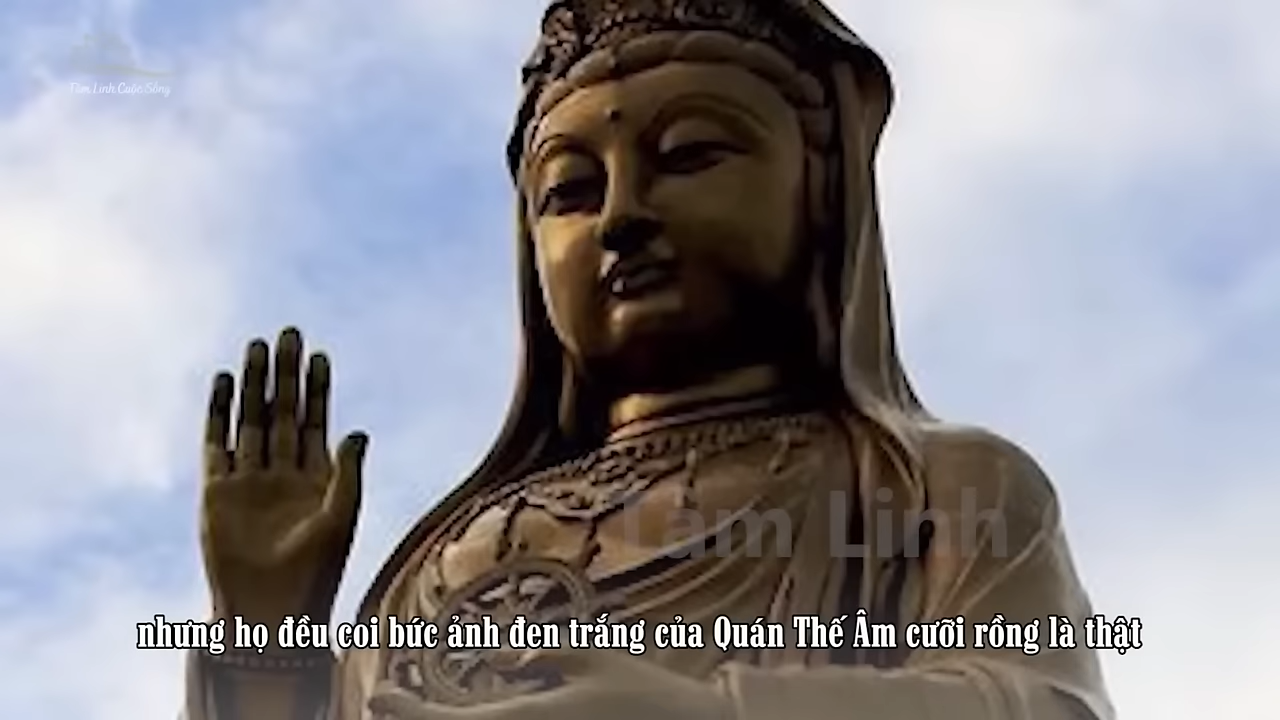 Tâm Linh Cuộc Sống
Tâm Linh
nhưng họ đều coi bức ảnh đen trắng của Quán Thế Âm cưỡi rồng là thật